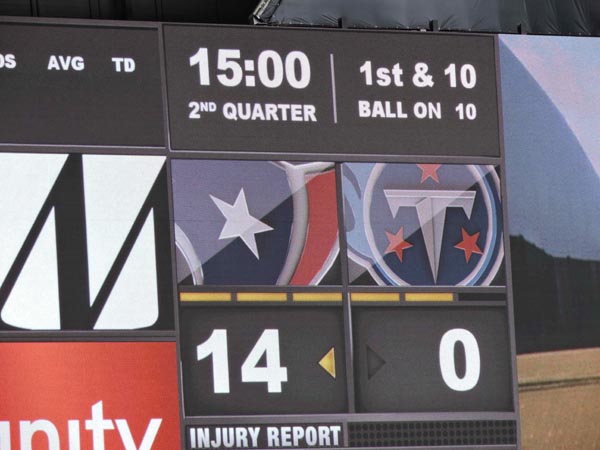 AVG TD
15:00
2ND QUARTER
1st & 10
BALL ON 10
T
14
0
INJURY REPORT